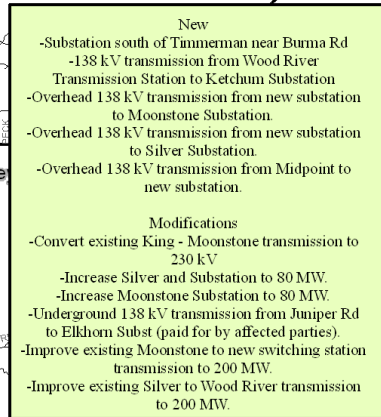 New
-Substation south of Timmerman near Burma Rd
-138 kV transmission from Wood River
Transmission Station to Ketchum Substation
-Overhead 138 kV transmission from new substation
to Moonstone Substation.
-Overhead 138 kV transmission from new substation
to Silver Substation.
-Overhead 138 kV transmission from Midpoint to
new substation.
Modifications
-Convert existing King - Moonstone transmission to
230 kV
-Increase Silver and Substation to 80 MW.
-Increase Moonstone Substation to 80 MW.
-Underground 138 kV transmission from Juniper Rd
to Elkhorn Subst (paid for by affected parties).
-Improve existing Moonstone to new switching station
transmission to 200 MW.
-Improve existing Silver to Wood River transmission
to 200 MW.
PECK